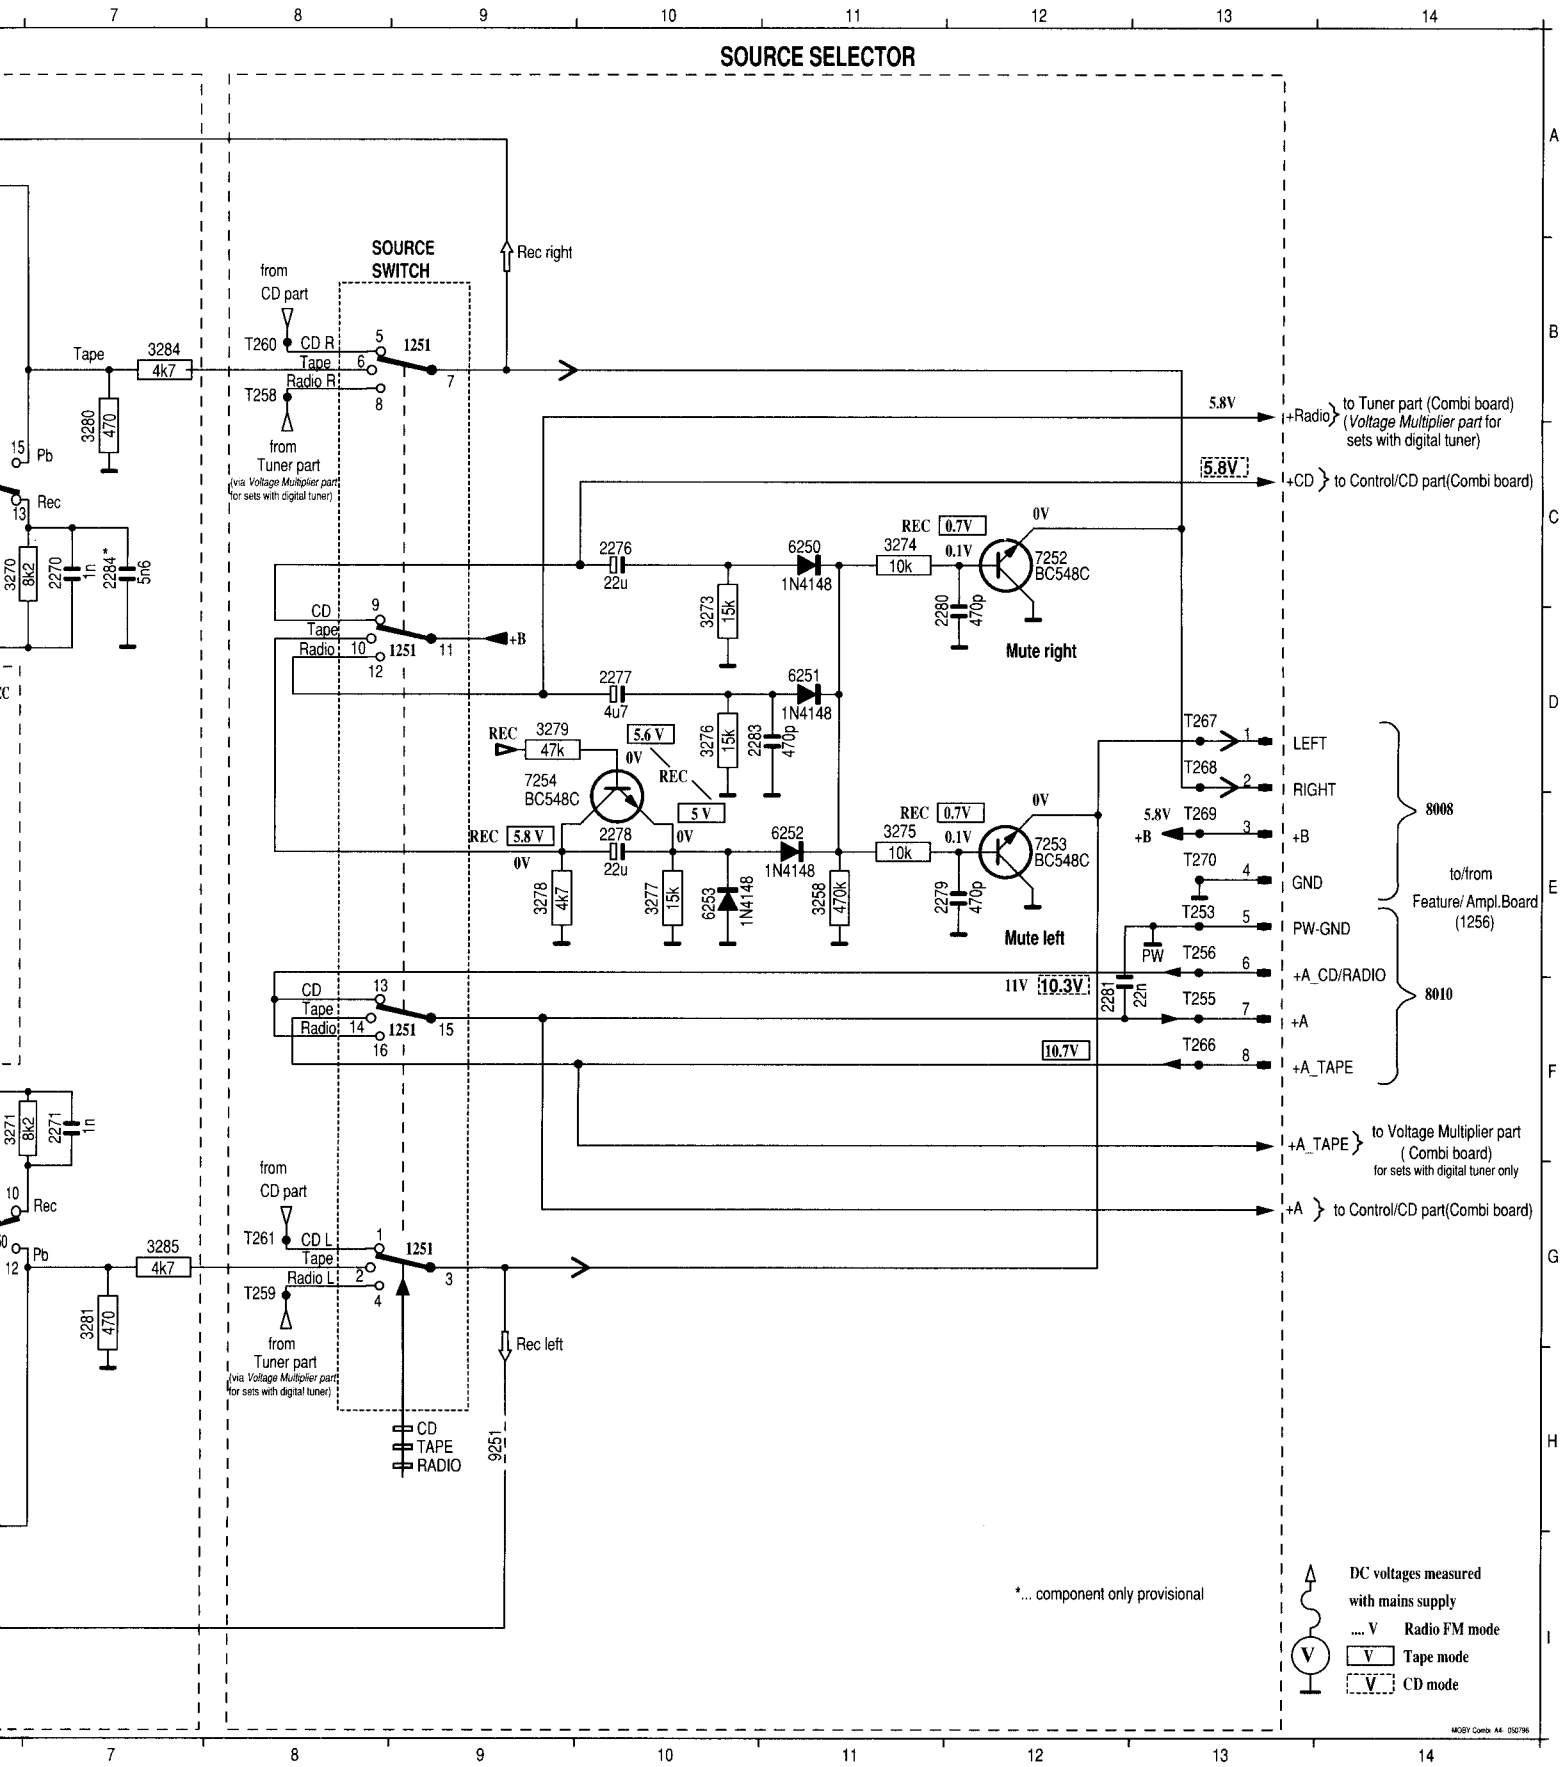 7 8 9 10 11 12 13 14
SOURCE SELECTOR
A
SOURCE
SWITCH
Rec right
from
CD part
B
T260 CD R 5 1251
Tape 3284 Tape 6
4k7 Radio R 7
T258 8
3280 470
from
Tuner part
(via Voltage Multiplier part
for sets with digital tuner)
5.8V +Radio} to Tuner part (Combi board)
(Voltage Multiplier part for
sets with digital tuner)
15 Pb
5.8V +CD } to Control/CD part(Combi board)
Rec
13
C
REC 0.7V 0V
2276 6250 3274 0.1V 7252
22u 1N4148 10k BC548C
3270 8k2 2270 1n 2284* 5n6
3273 15k 2280 470p
CD 9
Tape +B
Radio 10 1251 11
12
Mute right
2277 6251
4u7 1N4148
D
REC 3279 5.6 V 3276 15k 2283 470p
47k 0V
7254 REC
BC548C 5 V
T267 1 LEFT
T268 2 RIGHT
8008
REC 5.8 V 2278 0V 6252 REC 0.7V 0V
0V 22u 1N4148 3275 0.1V 7253
10k BC548C
5.8V T269 3
+B +B
T270 4 GND
3278 4k7 3277 15k 6253 1N4148 3258 470k 2279 470p
E
to/from
Feature/ Ampl.Board
(1256)
Mute left
T253 5 PW-GND
PW
T256 6 +A_CD/RADIO
11V 10.3V 2281 22n
8010
CD 13
Tape
Radio 14 1251 15
16
T255 7 +A
10.7V T266 8 +A_TAPE
F
3271 8k2 2271 1n
+A_TAPE } to Voltage Multiplier part
( Combi board)
for sets with digital tuner only
from
CD part
10 Rec
+A } to Control/CD part(Combi board)
T261 CD L 1 1251
Pb 3285 Tape
12 4k7 2 3
Radio L
T259 4
G
3281 470
from
Tuner part
(via Voltage Multiplier part
for sets with digital tuner)
Rec left
CD
TAPE
RADIO
9251
H
*... component only provisional
DC voltages measured
with mains supply
.... V Radio FM mode
V V Tape mode
V CD mode
I
MOBY Combi A4 050796
7 8 9 10 11 12 13 14